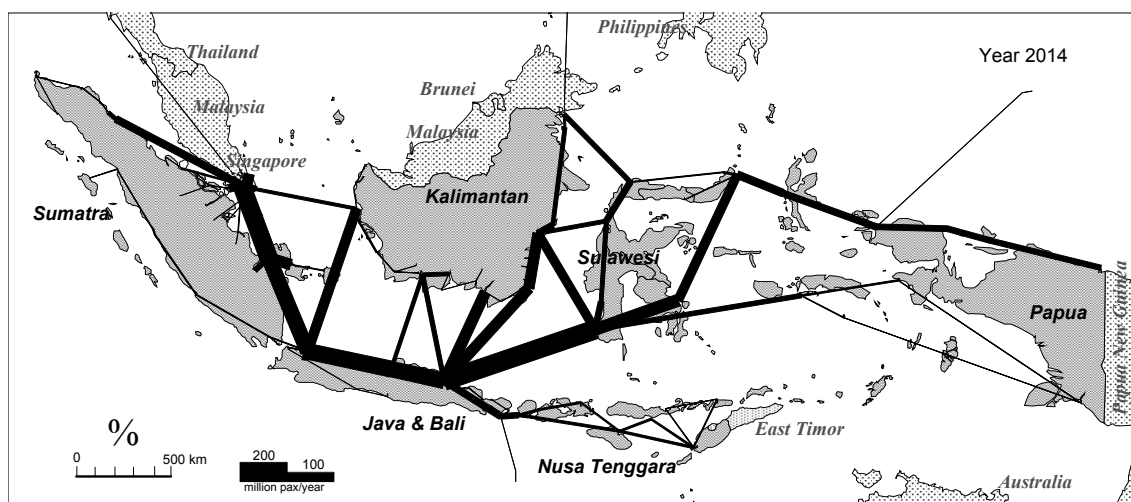 Philippines
Thailand
Year 2014
Brunei
Malaysia
Malaysia
Singapore
Kalimantan
Sumatra
Sulawesi
Papua
Papua New Guinea
Java & Bali
East Timor
%
0 500 km
200 100
million pax/year
Nusa Tenggara
Australia